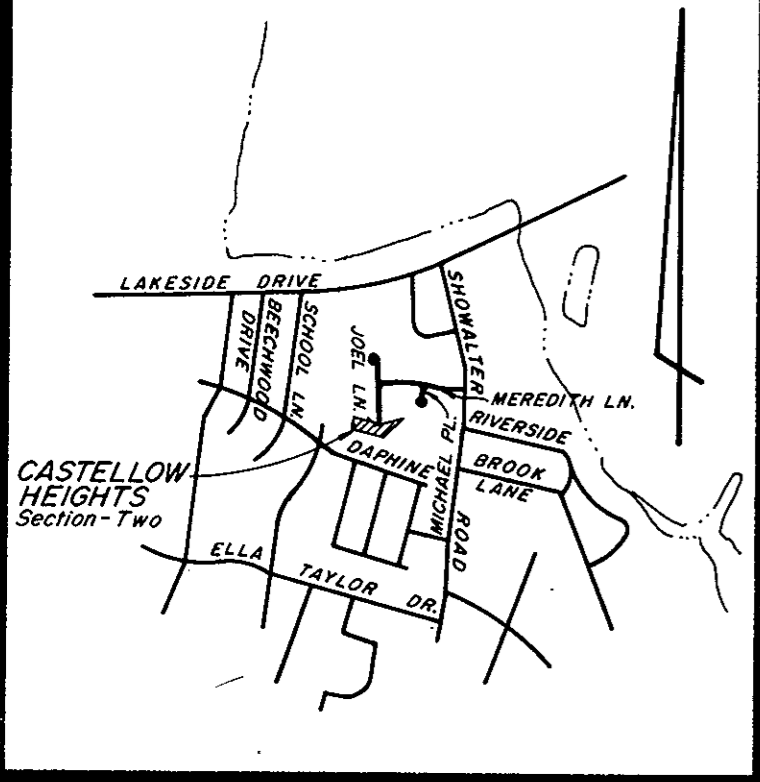 LAKESIDE DRIVE
SHOWALTER
SCHOOL LN.
BEECHWOOD
DRIVE
JOEL LN.
MEREDITH LN.
RIVERSIDE
MICHAEL PL.
BROOK
LANE
DAPHINE
CASTELLOW
HEIGHTS
Section-Two
ROAD
ELLA
TAYLOR DR.